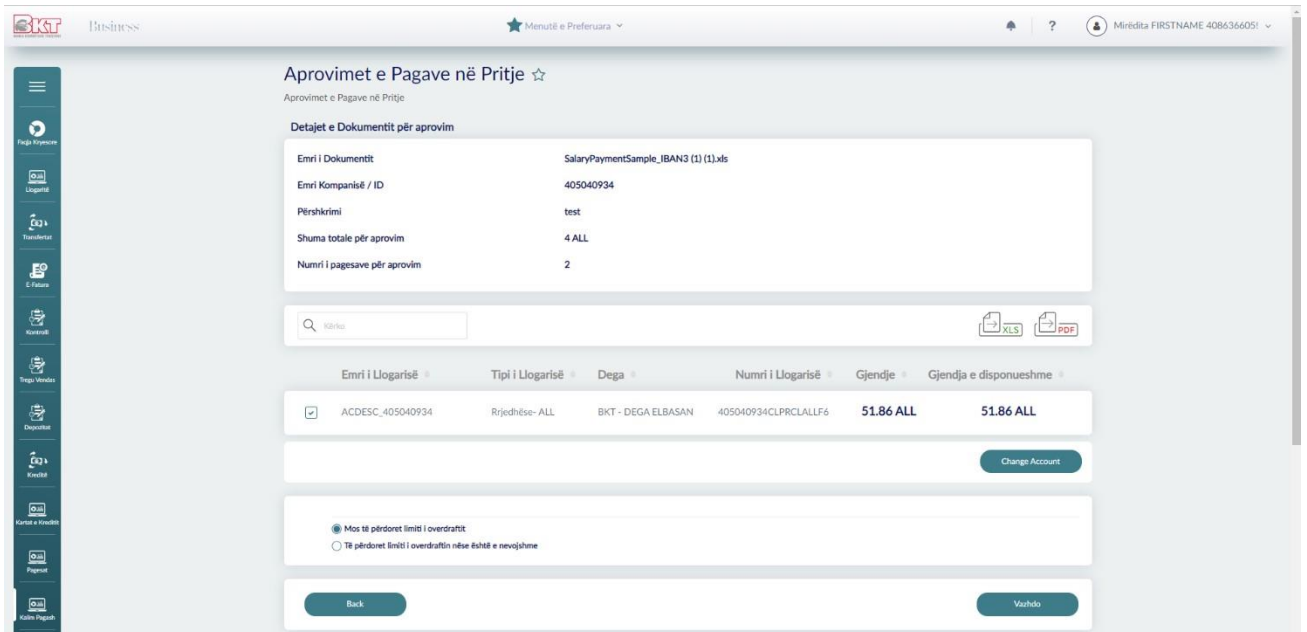 BKT Business Menutë e Preferuara ? Mirëdita FIRSTNAME 408636605!
Aprovimet e Pagave në Pritje
Aprovimet e Pagave në Pritje
Detajet e Dokumentit për aprovim
Emri i Dokumentit SalaryPaymentSample_IBAN3 (1) (1).xls
Emri Kompanisë / ID 405040934
Përshkrimi test
Shuma totale për aprovim 4 ALL
Numri i pagesave për aprovim 2
Kërko XLS PDF
Emri i Llogarisë Tipi i Llogarisë Dega Numri i Llogarisë Gjendje Gjendja e disponueshme
ACDESC_405040934 Rrjedhëse- ALL BKT - DEGA ELBASAN 405040934CLPRCLALLF6 51.86 ALL 51.86 ALL
Change Account
Mos të përdoret limiti i overdraftit
Të përdoret limiti i overdraftin nëse është e nevojshme
Back Vazhdo
Faqja Kryesore
Llogaritë
Transfertat
E-Fatura
Kontrolli
Tregu Vendas
Depozitat
Kreditë
Kartat e Kreditit
Pagesat
Kalim Pagash